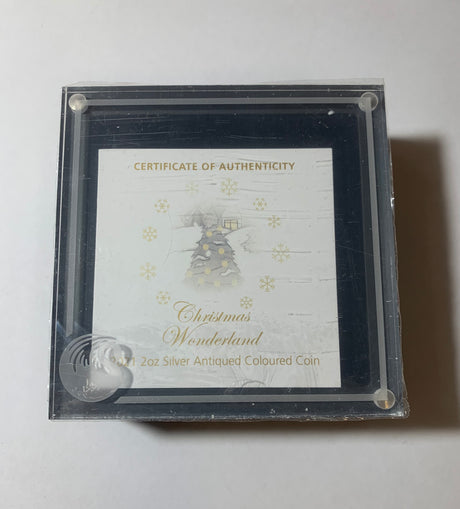 CERTIFICATE OF AUTHENTICITY
Christmas
Wonderland
2oz Silver Antiqued Coloured Coin